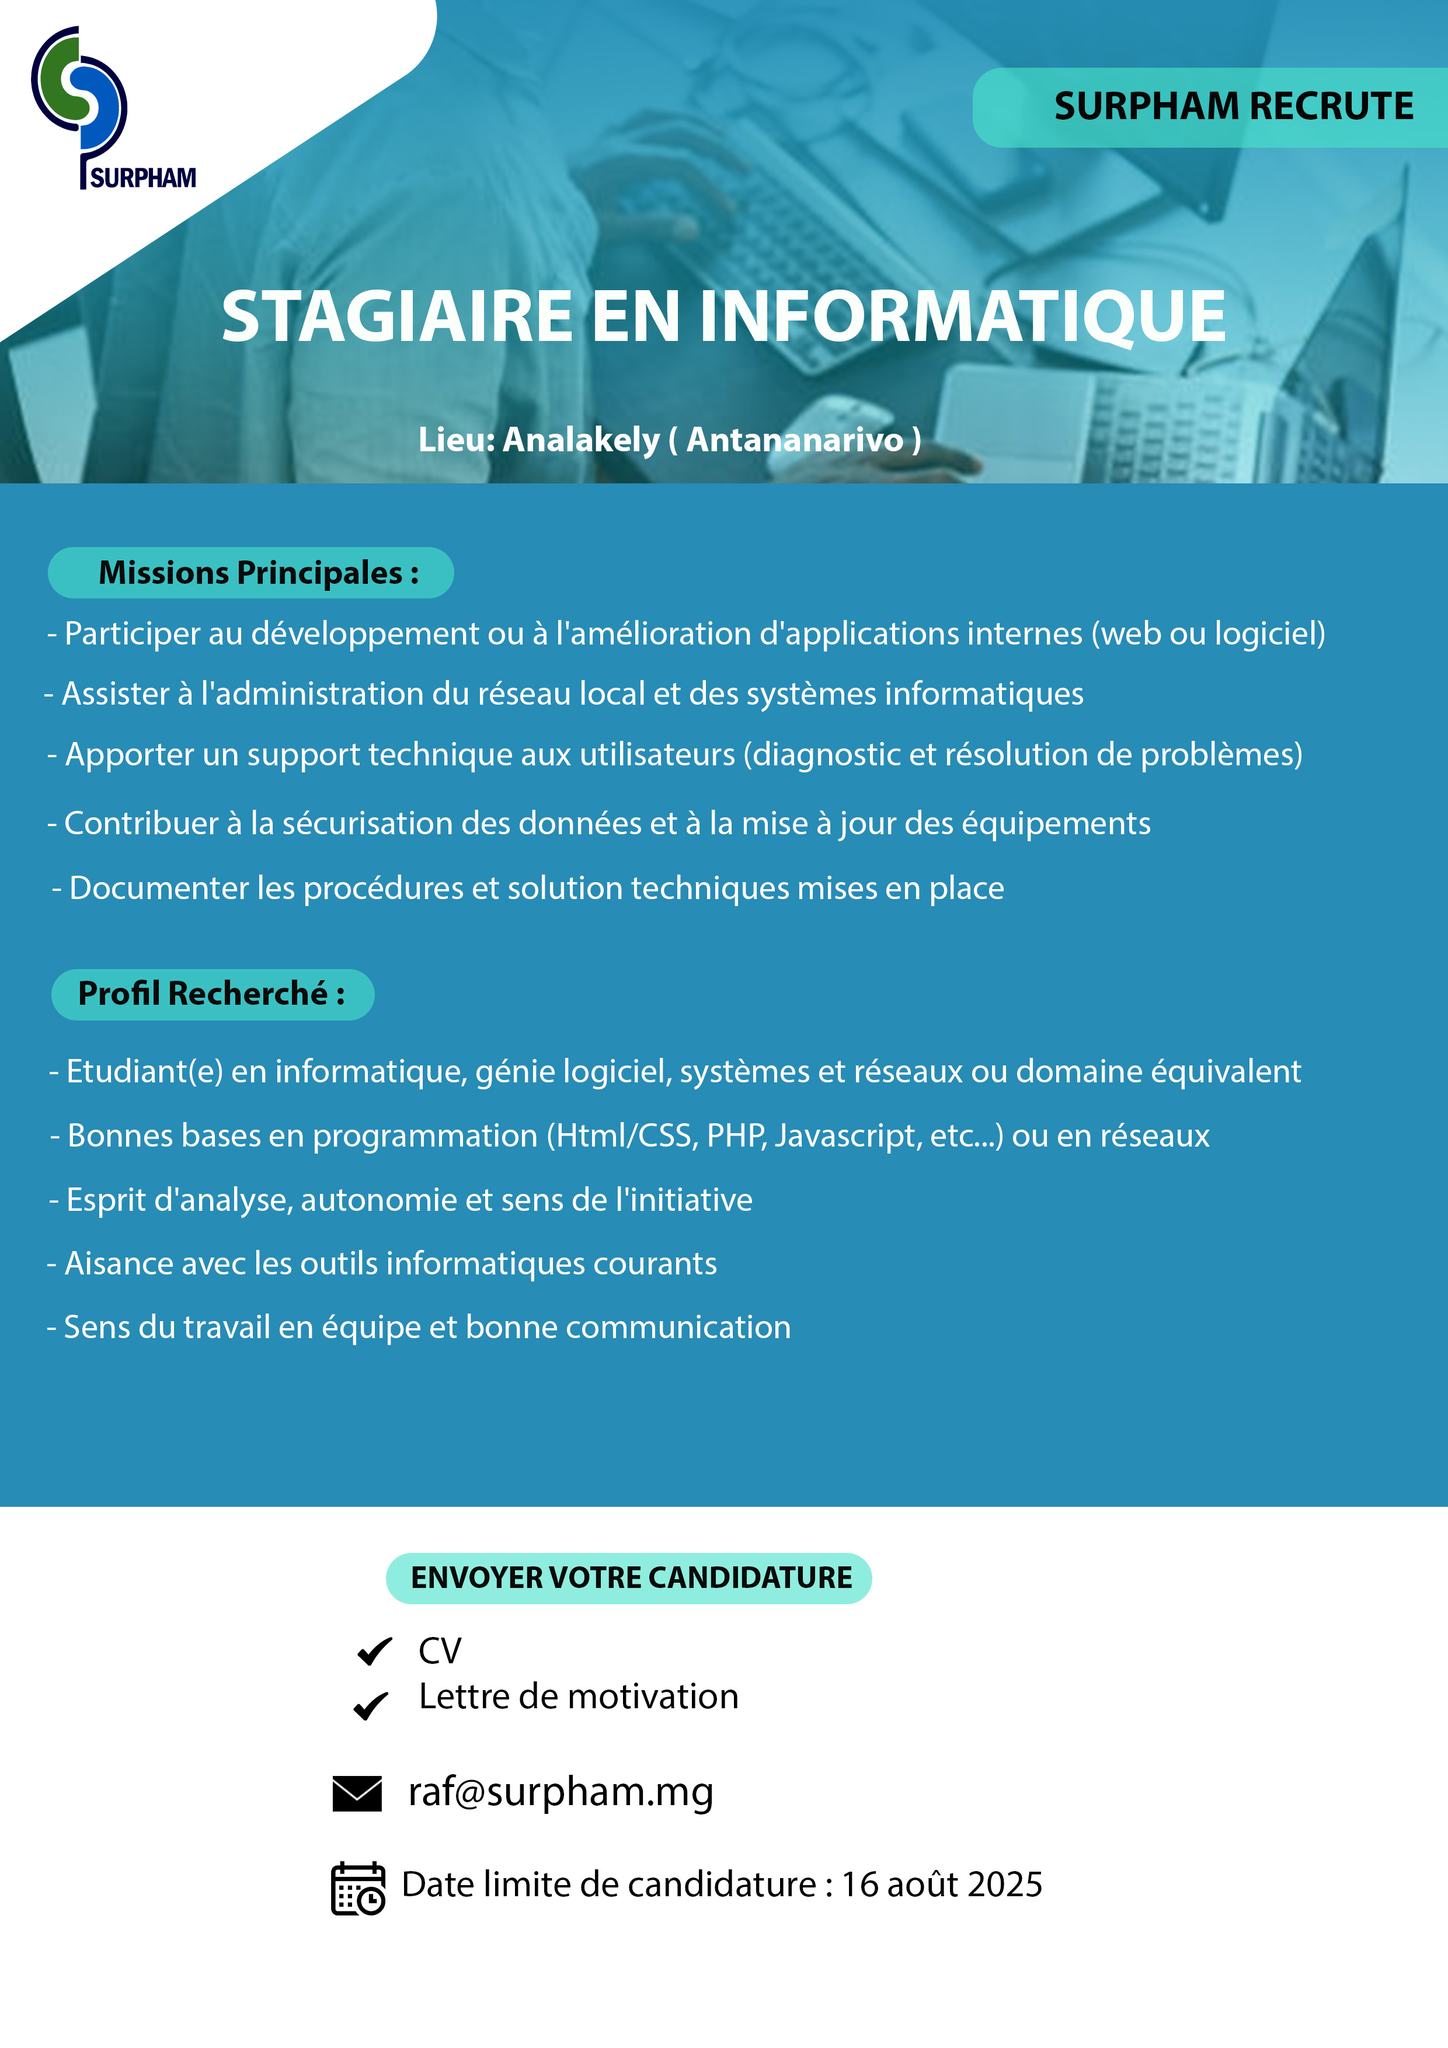 SURPHAM
SURPHAM RECRUTE
STAGIAIRE EN INFORMATIQUE
Lieu: Analakely ( Antananarivo )
Missions Principales :
- Participer au développement ou à l'amélioration d'applications internes (web ou logiciel)
- Assister à l'administration du réseau local et des systèmes informatiques
- Apporter un support technique aux utilisateurs (diagnostic et résolution de problèmes)
- Contribuer à la sécurisation des données et à la mise à jour des équipements
- Documenter les procédures et solution techniques mises en place
Profil Recherché :
- Etudiant(e) en informatique, génie logiciel, systèmes et réseaux ou domaine équivalent
- Bonnes bases en programmation (Html/CSS, PHP, Javascript, etc...) ou en réseaux
- Esprit d'analyse, autonomie et sens de l'initiative
- Aisance avec les outils informatiques courants
- Sens du travail en équipe et bonne communication
ENVOYER VOTRE CANDIDATURE
CV
Lettre de motivation
raf@surpham.mg
Date limite de candidature : 16 août 2025